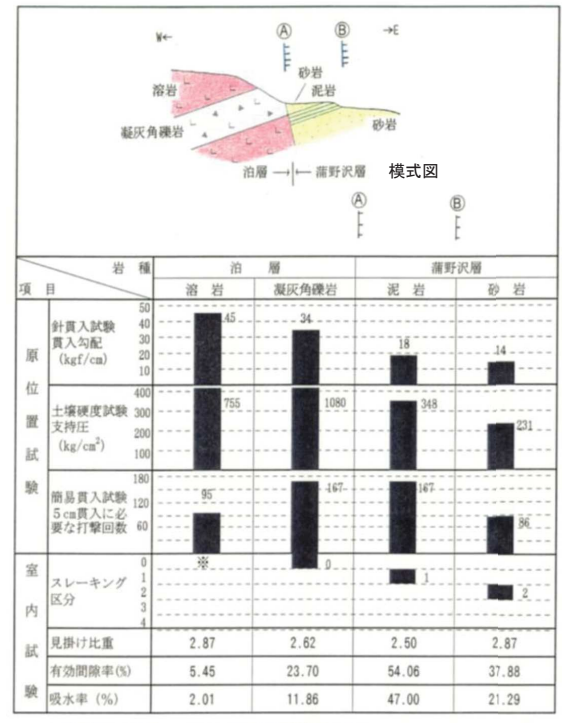 Ⓐ Ⓑ
W← →E
砂岩
溶岩 泥岩
凝灰角礫岩 砂岩
泊層→|←蒲野沢層 模式図
Ⓐ Ⓑ
岩種 泊層 蒲野沢層
項目 溶岩 凝灰角礫岩 泥岩 砂岩
原位置試験
針貫入試験
貫入勾配
(kgf/cm)
50
40
30
20
10
45 34 18 14
土壌硬度試験
支持圧
(kg/cm²)
400
300
200
100
755 1080 348 231
簡易貫入試験
5cm貫入に必
要な打撃回数
180
120
60
95 167 167 86
室内試験
スレーキング
区分
0
1
2
3
4
※ 0 1 2
見掛け比重 2.87 2.62 2.50 2.87
有効間隙率(%) 5.45 23.70 54.06 37.88
吸水率(%) 2.01 11.86 47.00 21.29